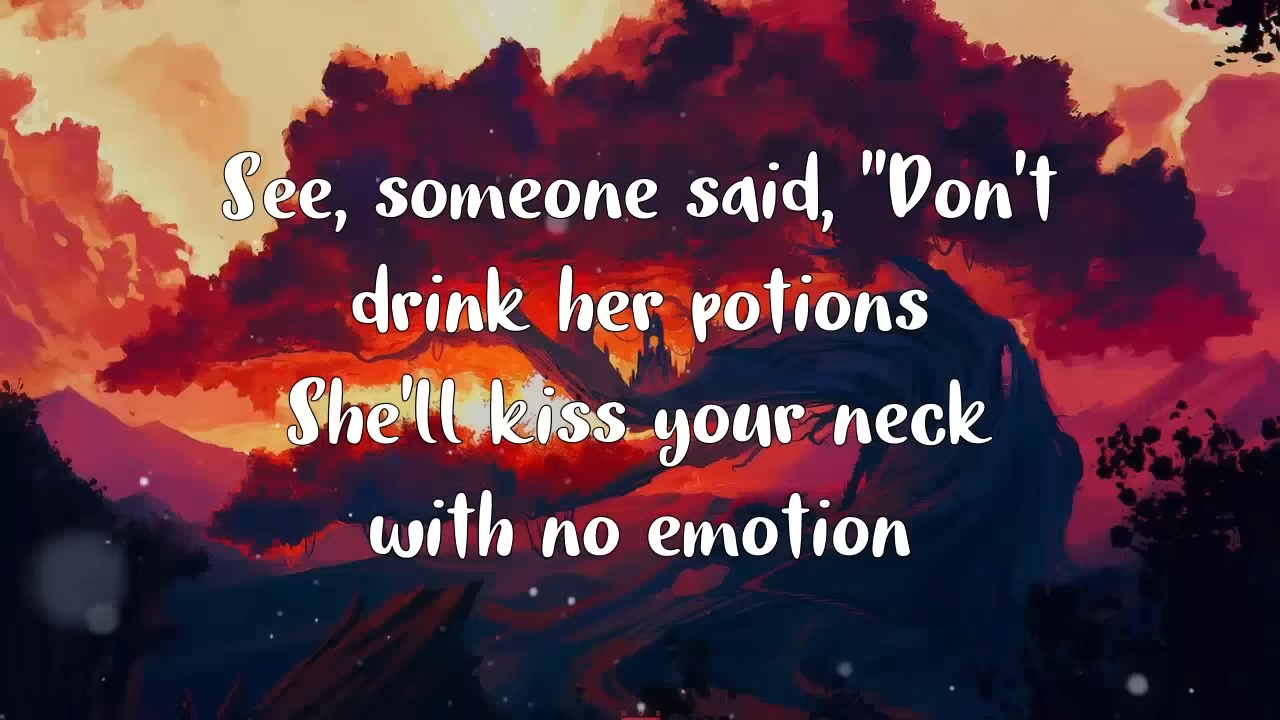 See, someone said, "Don't
drink her potions
She'll kiss your neck
with no emotion